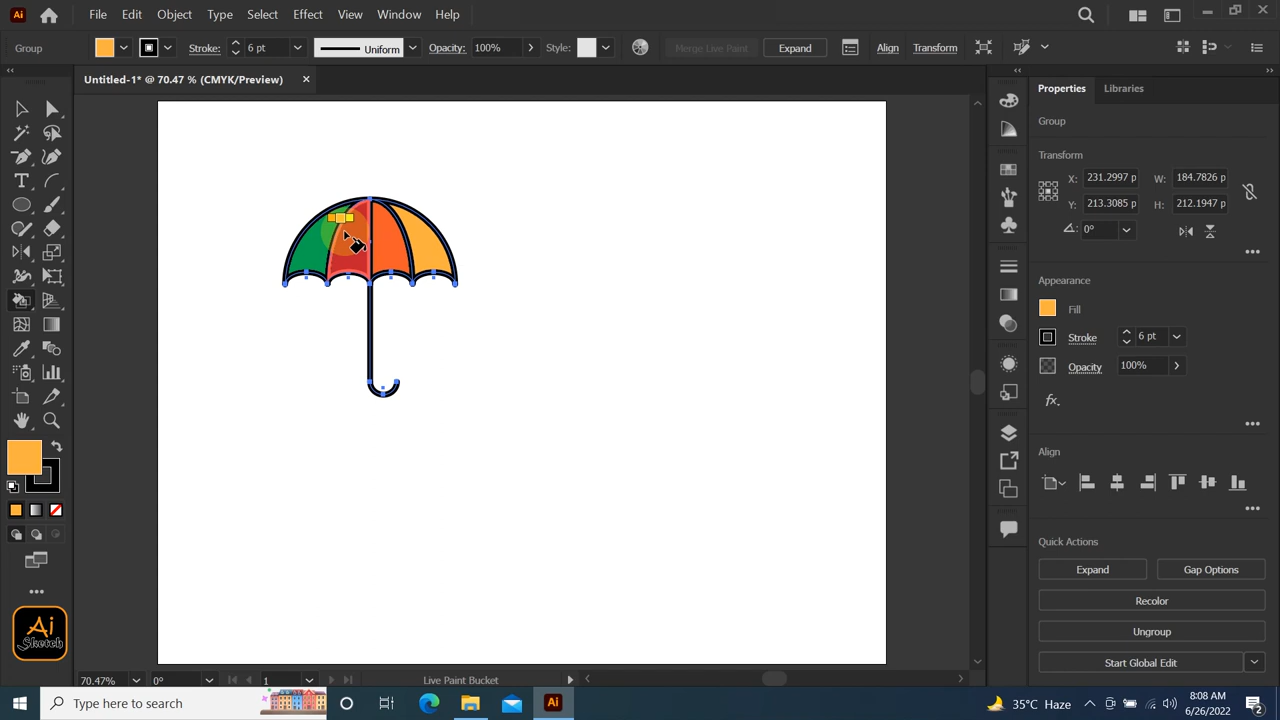 Ai File Edit Object Type Select Effect View Window Help
Group Stroke: 6 pt Uniform Opacity: 100% Style: Merge Live Paint Expand Align Transform
Untitled-1* @ 70.47 % (CMYK/Preview)
Properties Libraries
Group
Transform
X: 231.2997 p W: 184.7826 p
Y: 213.3085 p H: 212.1947 p
0°
Appearance
Fill
Stroke 6 pt
Opacity 100%
fx.
Align
Quick Actions
Expand Gap Options
Recolor
Ungroup
Start Global Edit
Ai
Sketch
70.47% 0° 1 Live Paint Bucket
Type here to search
Ai
35°C Haze
8:08 AM
6/26/2022
2